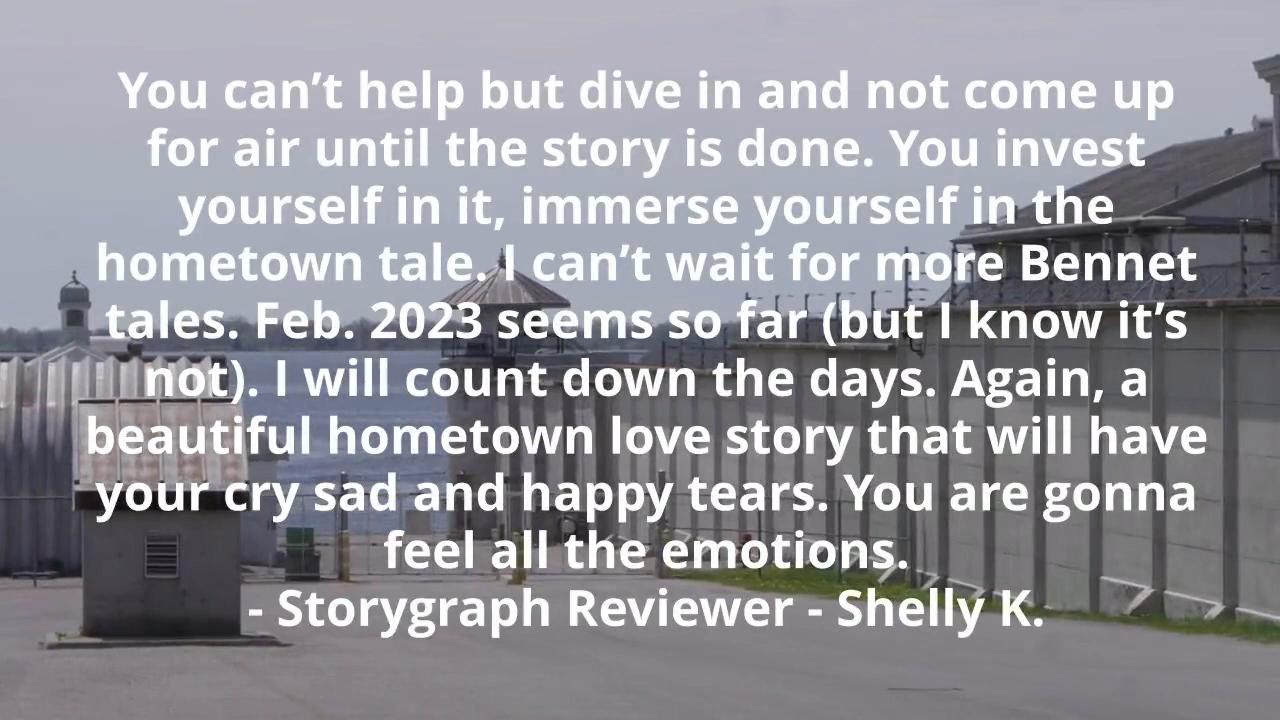 You can’t help but dive in and not come up
for air until the story is done. You invest
yourself in it, immerse yourself in the
hometown tale. I can’t wait for more Bennet
tales. Feb. 2023 seems so far (but I know it’s
not). I will count down the days. Again, a
beautiful hometown love story that will have
your cry sad and happy tears. You are gonna
feel all the emotions.
- Storygraph Reviewer - Shelly K.